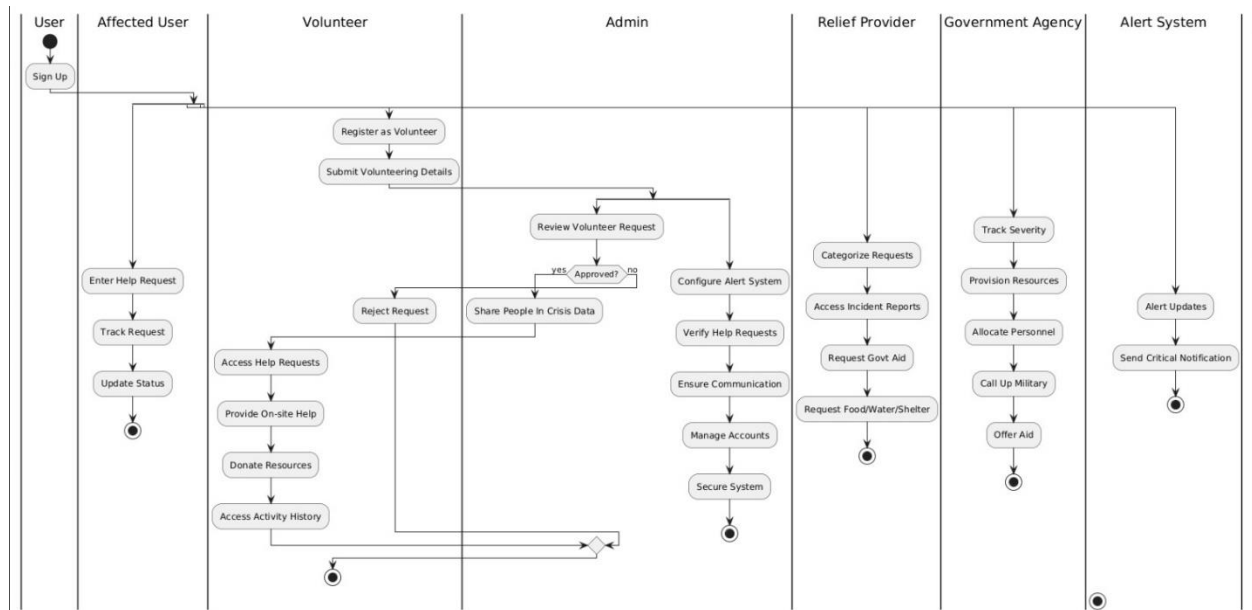 User
Affected User
Volunteer
Admin
Relief Provider
Government Agency
Alert System
Sign Up
Register as Volunteer
Submit Volunteering Details
Review Volunteer Request
Track Severity
Categorize Requests
yes
Approved?
no
Enter Help Request
Configure Alert System
Provision Resources
Reject Request
Share People In Crisis Data
Access Incident Reports
Alert Updates
Track Request
Verify Help Requests
Allocate Personnel
Access Help Requests
Request Govt Aid
Send Critical Notification
Update Status
Ensure Communication
Call Up Military
Provide On-site Help
Request Food/Water/Shelter
Manage Accounts
Offer Aid
Donate Resources
Secure System
Access Activity History